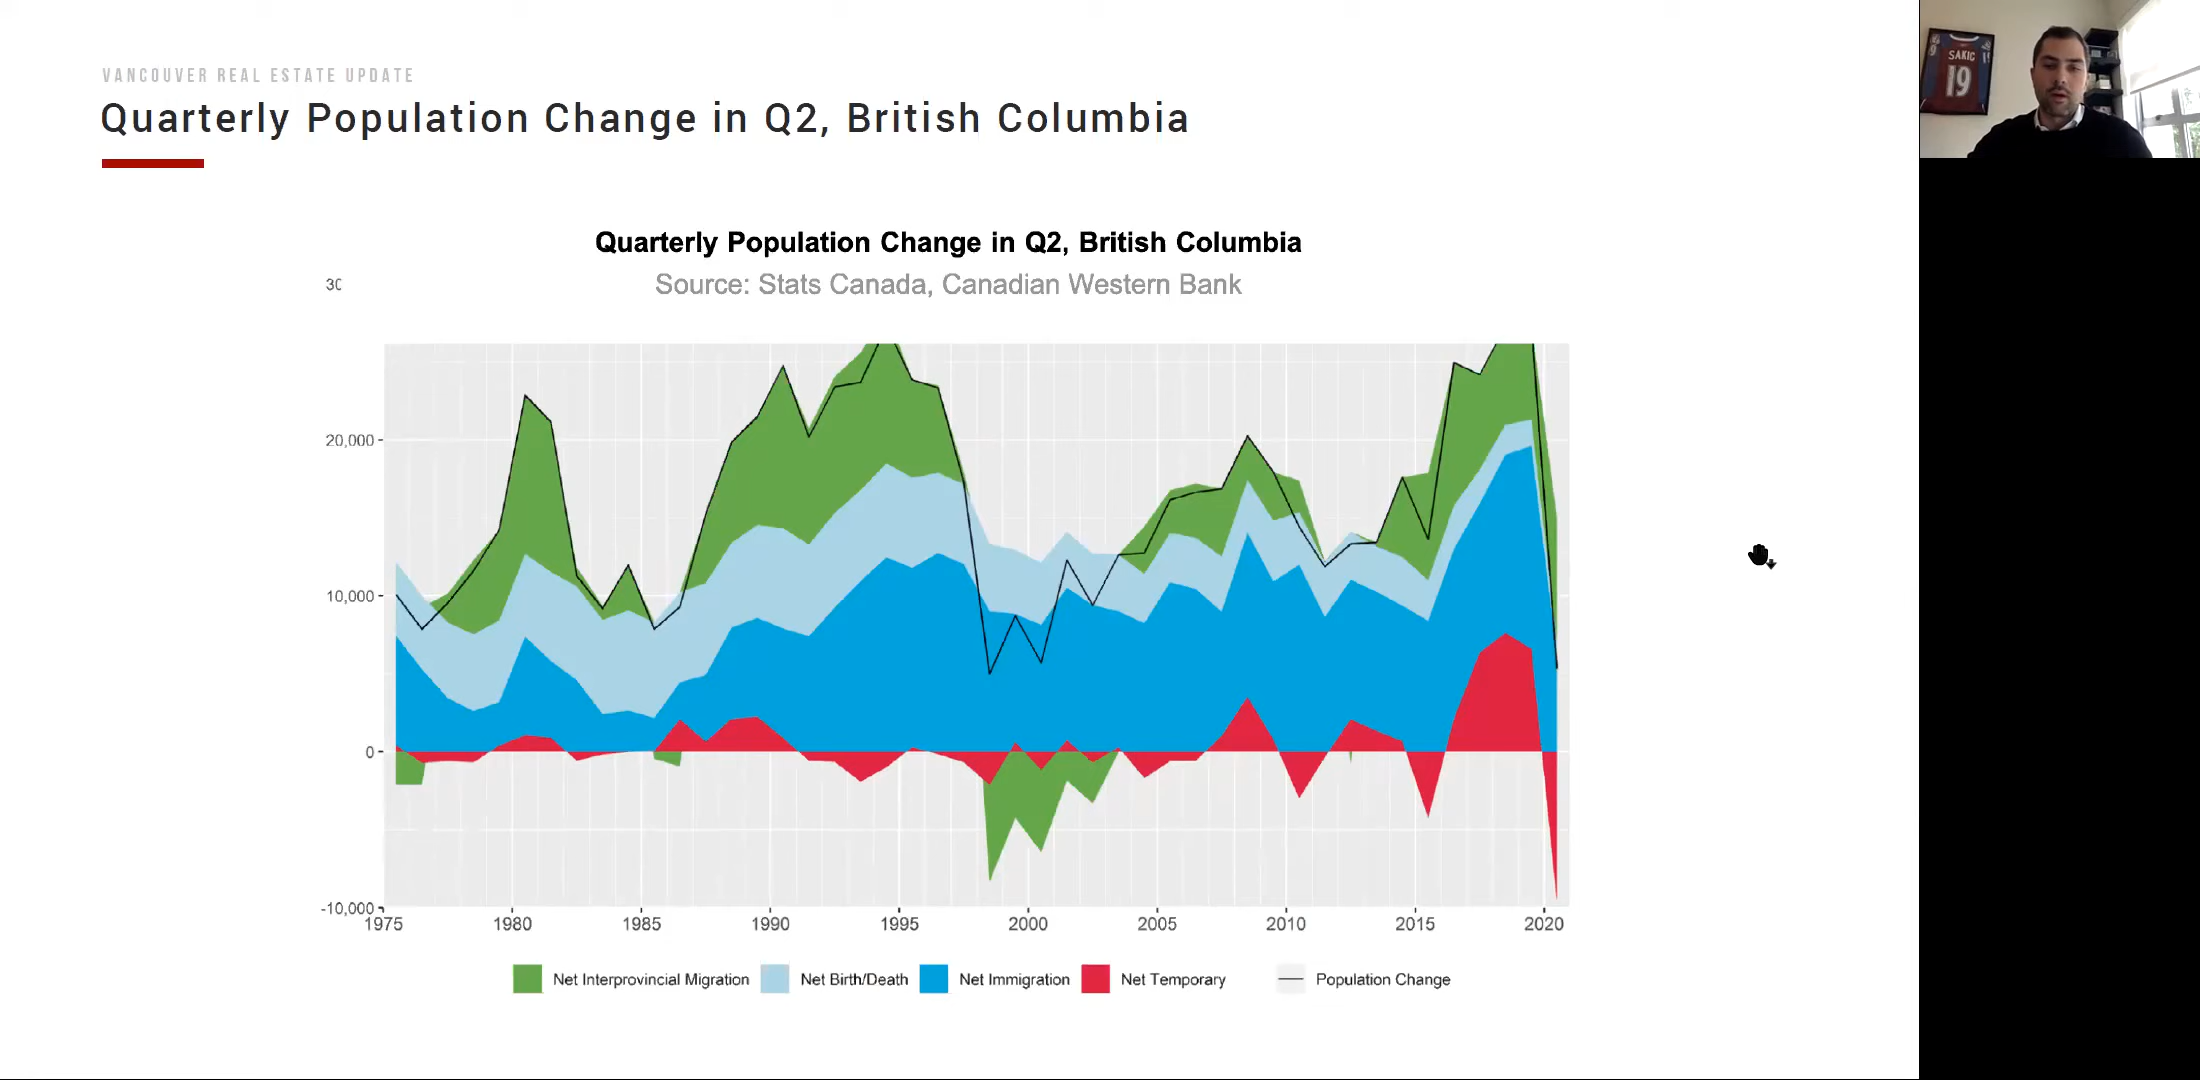 VANCOUVER REAL ESTATE UPDATE
Quarterly Population Change in Q2, British Columbia
SAKIC
19
19
Quarterly Population Change in Q2, British Columbia
Source: Stats Canada, Canadian Western Bank
20,000
10,000
0
-10,000
1975 1980 1985 1990 1995 2000 2005 2010 2015 2020
Net Interprovincial Migration Net Birth/Death Net Immigration Net Temporary Population Change